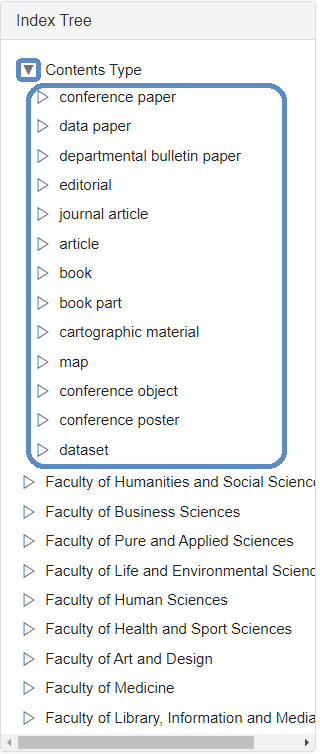 Index Tree
Contents Type
conference paper
data paper
departmental bulletin paper
editorial
journal article
article
book
book part
cartographic material
map
conference object
conference poster
dataset
Faculty of Humanities and Social Scienc
Faculty of Business Sciences
Faculty of Pure and Applied Sciences
Faculty of Life and Environmental Scienc
Faculty of Human Sciences
Faculty of Health and Sport Sciences
Faculty of Art and Design
Faculty of Medicine
Faculty of Library, Information and Media